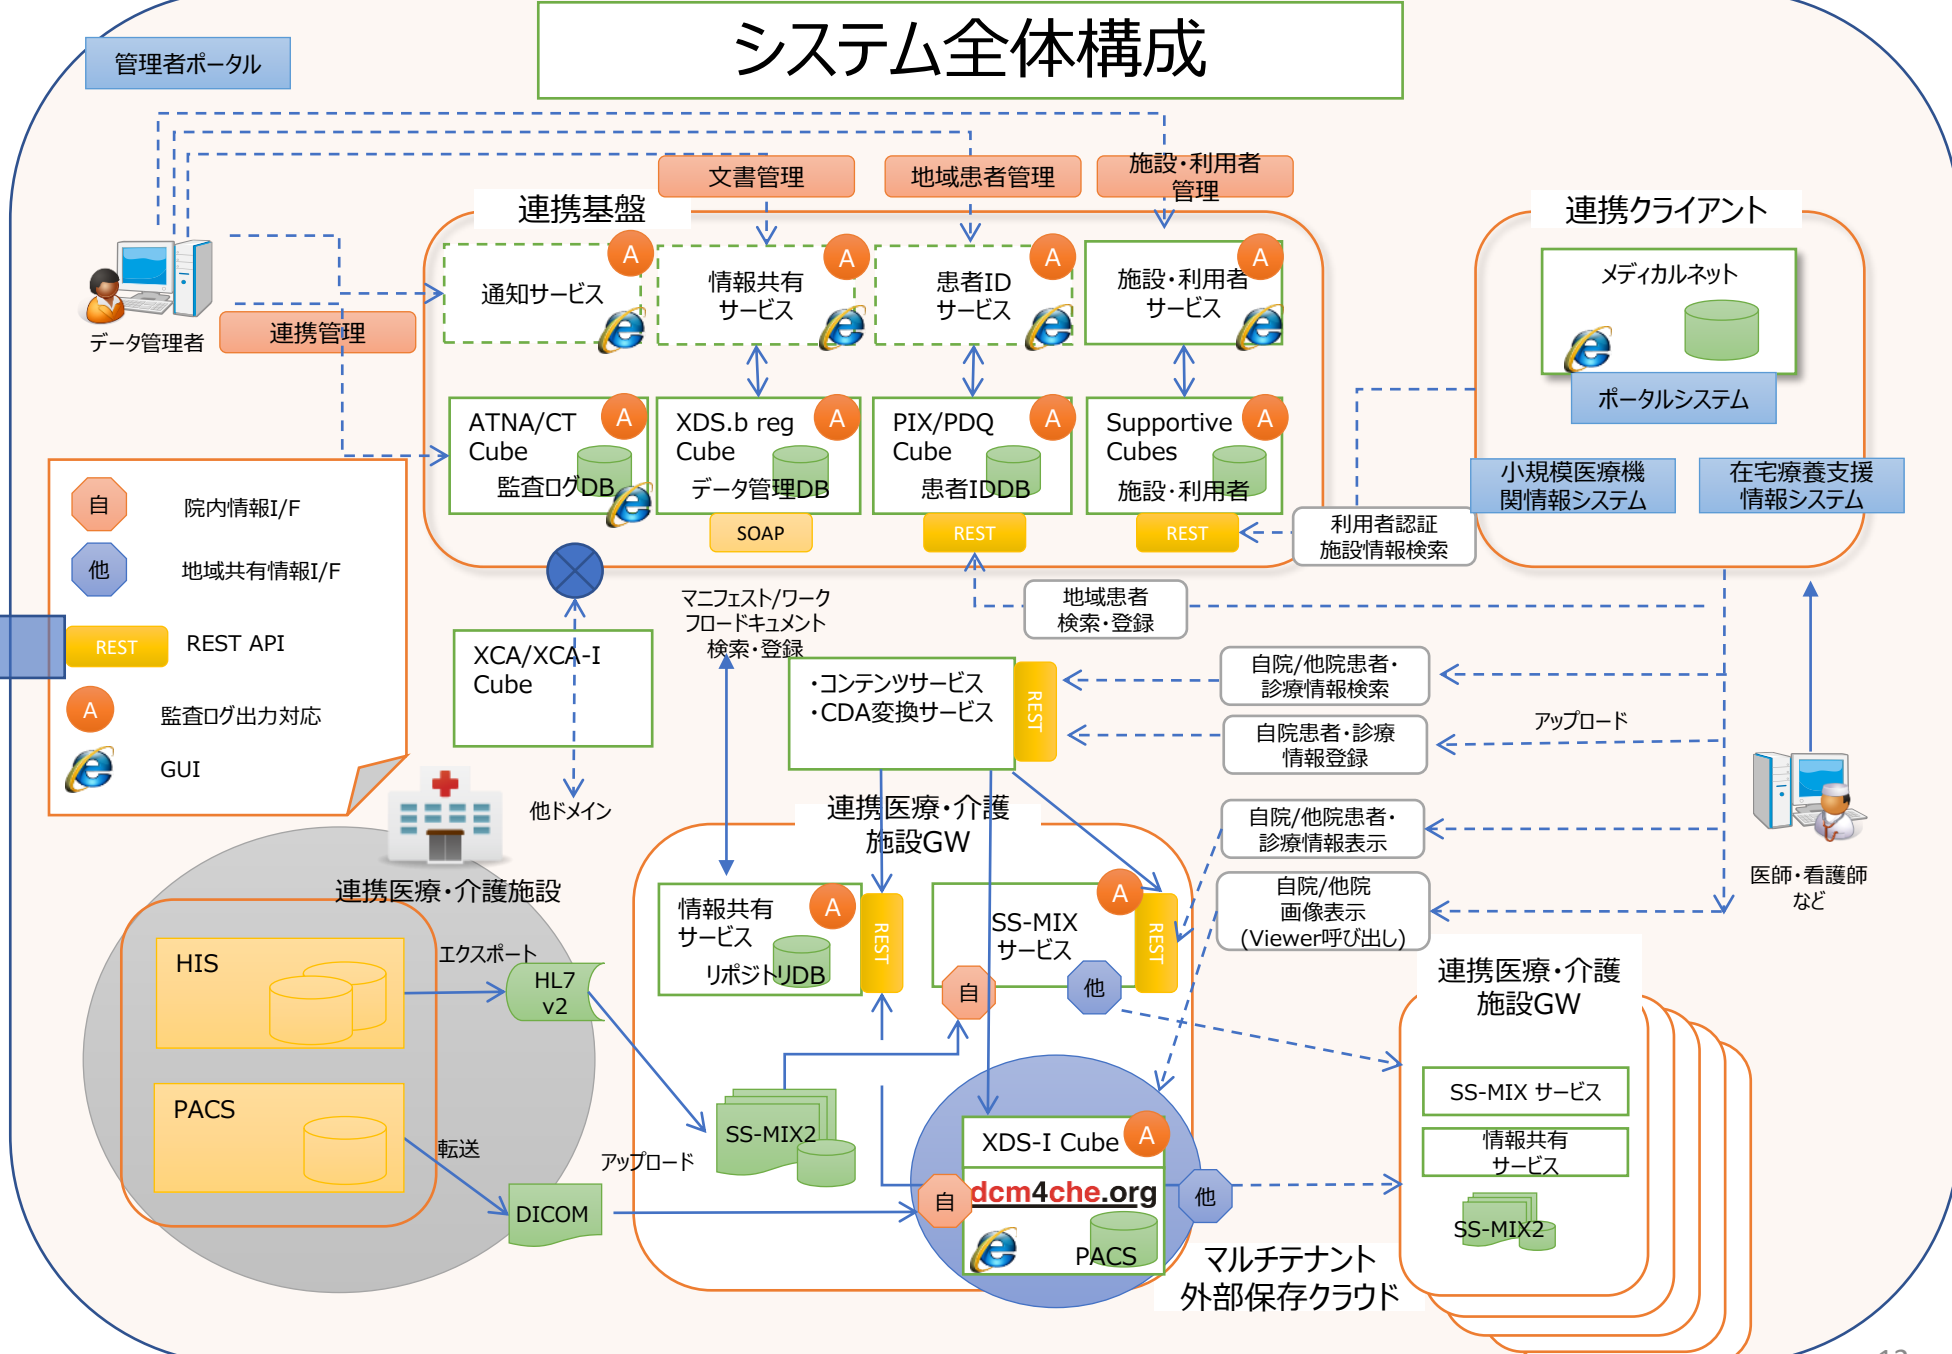 システム全体構成
管理者ポータル
文書管理
地域患者管理
施設・利用者
管理
連携基盤
連携クライアント
通知サービス
A
情報共有
サービス
A
患者ID
サービス
A
施設・利用者
サービス
A
メディカルネット
ポータルシステム
データ管理者
連携管理
ATNA/CT
Cube
監査ログDB
A
XDS.b reg
Cube
データ管理DB
A
PIX/PDQ
Cube
患者IDDB
A
Supportive
Cubes
施設・利用者
A
SOAP
REST
REST
小規模医療機
関情報システム
在宅療養支援
情報システム
利用者認証
施設情報検索
自
院内情報I/F
他
地域共有情報I/F
REST
REST API
A
監査ログ出力対応
GUI
マニフェスト/ワーク
フロードキュメント
検索・登録
地域患者
検索・登録
XCA/XCA-I
Cube
他ドメイン
・コンテンツサービス
・CDA変換サービス
REST
自院/他院患者・
診療情報検索
自院患者・診療
情報登録
アップロード
自院/他院患者・
診療情報表示
自院/他院
画像表示
(Viewer呼び出し)
医師・看護師
など
連携医療・介護施設
HIS
PACS
エクスポート
HL7
v2
転送
DICOM
アップロード
連携医療・介護
施設GW
情報共有
サービス
リポジトリDB
A
REST
SS-MIX
サービス
A
REST
自
他
SS-MIX2
XDS-I Cube
A
dcm4che.org
PACS
自
他
マルチテナント
外部保存クラウド
連携医療・介護
施設GW
SS-MIX サービス
情報共有
サービス
SS-MIX2